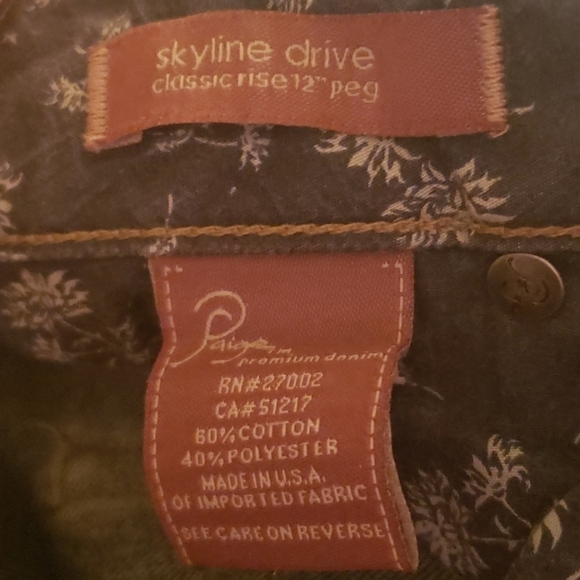 skyline drive
classic rise 12" peg
Paige™
premium denim
RN#27002
CA#51217
60%COTTON
40%POLYESTER
MADE IN U.S.A.
OF IMPORTED FABRIC
SEE CARE ON REVERSE